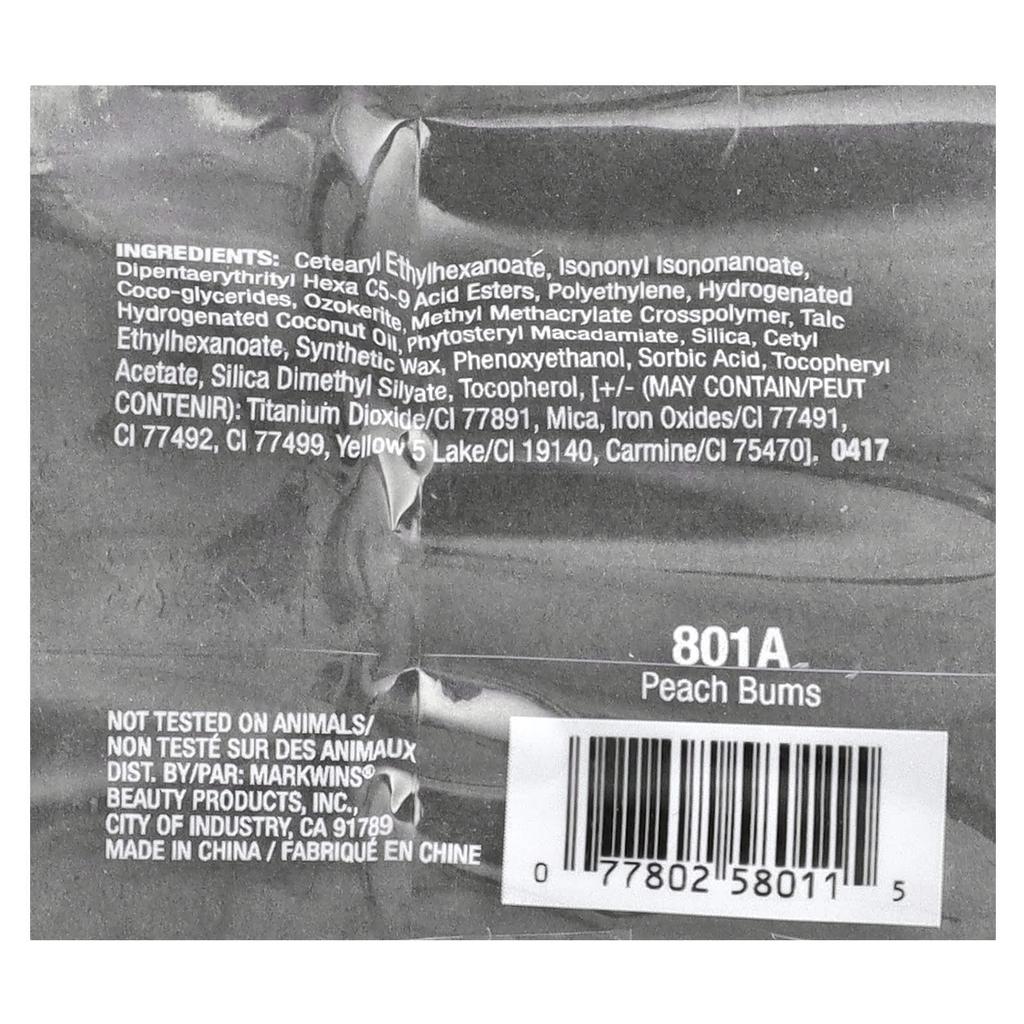 INGREDIENTS: Cetearyl Ethylhexanoate, Isononyl Isononanoate,
Dipentaerythrityl Hexa C5-9 Acid Esters, Polyethylene, Hydrogenated
Coco-glycerides, Ozokerite, Methyl Methacrylate Crosspolymer, Talc
Hydrogenated Coconut Oil, Phytosteryl Macadamiate, Silica, Cetyl
Ethylhexanoate, Synthetic Wax, Phenoxyethanol, Sorbic Acid, Tocopheryl
Acetate, Silica Dimethyl Silyate, Tocopherol, [+/- (MAY CONTAIN/PEUT
CONTENIR): Titanium Dioxide/CI 77891, Mica, Iron Oxides/CI 77491,
CI 77492, CI 77499, Yellow 5 Lake/CI 19140, Carmine/CI 75470]. 0417
801A
Peach Bums
NOT TESTED ON ANIMALS/
NON TESTÉ SUR DES ANIMAUX
DIST. BY/PAR: MARKWINS®
BEAUTY PRODUCTS, INC.,
CITY OF INDUSTRY, CA 91789
MADE IN CHINA / FABRIQUÉ EN CHINE
0 77802 58011 5